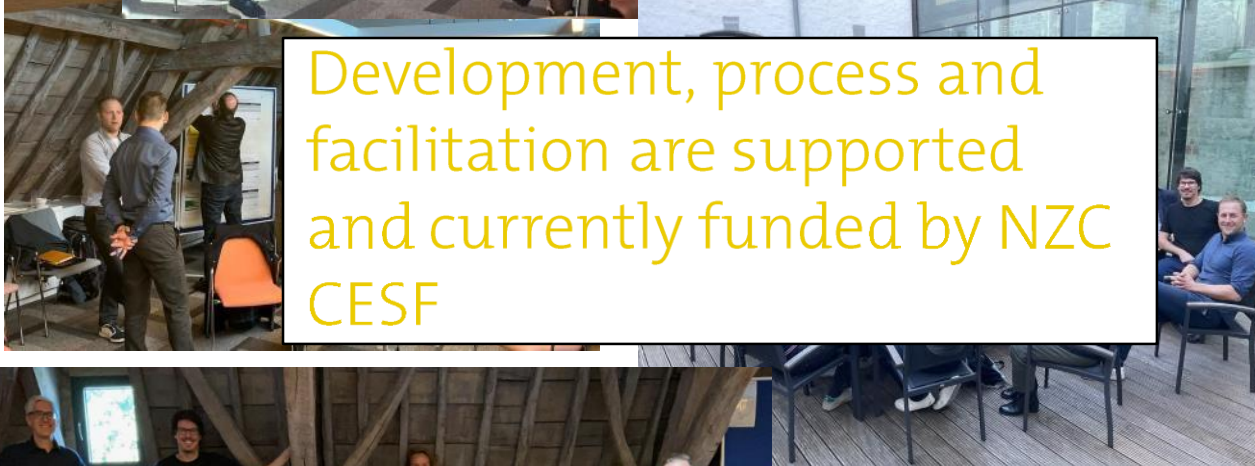 Development, process and
facilitation are supported
and currently funded by NZC
CESF